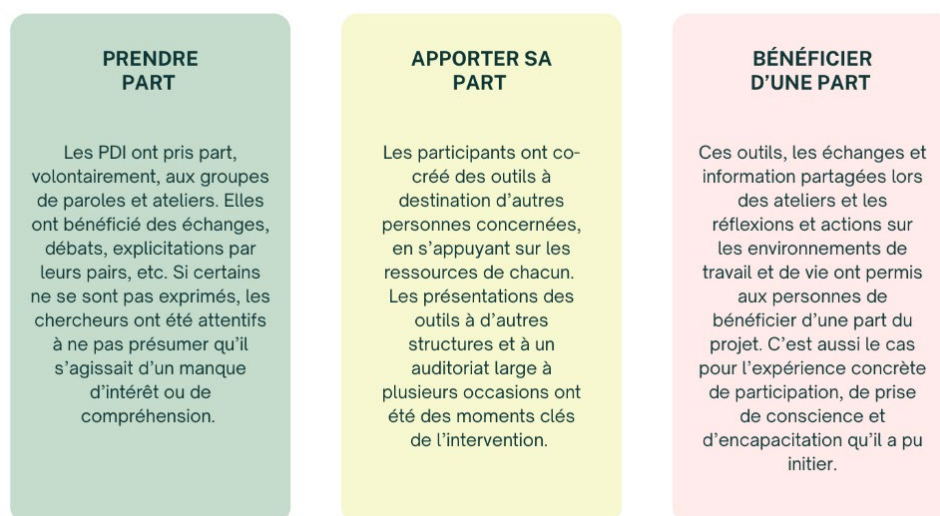 PRENDRE
PART
Les PDI ont pris part,
volontairement, aux groupes
de paroles et ateliers. Elles
ont bénéficié des échanges,
débats, explicitations par
leurs pairs, etc. Si certains
ne se sont pas exprimés, les
chercheurs ont été attentifs
à ne pas présumer qu’il
s’agissait d’un manque
d’intérêt ou de
compréhension.
APPORTER SA
PART
Les participants ont co-
créé des outils à
destination d’autres
personnes concernées,
en s’appuyant sur les
ressources de chacun.
Les présentations des
outils à d’autres
structures et à un
auditoriat large à
plusieurs occasions ont
été des moments clés
de l’intervention.
BÉNÉFICIER
D’UNE PART
Ces outils, les échanges et
information partagées lors
des ateliers et les
réflexions et actions sur
les environnements de
travail et de vie ont permis
aux personnes de
bénéficier d’une part du
projet. C’est aussi le cas
pour l’expérience concrète
de participation, de prise
de conscience et
d’encapacitation qu’il a pu
initier.